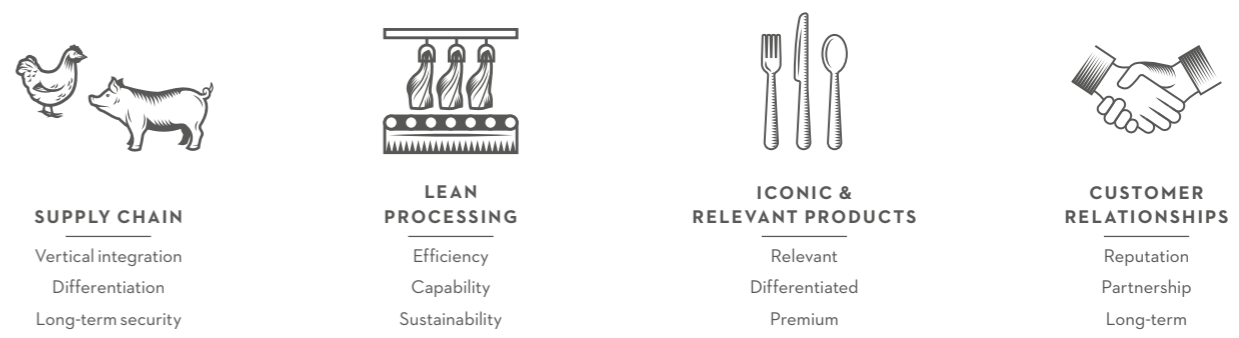 SUPPLY CHAIN
Vertical integration
Differentiation
Long-term security
LEAN
PROCESSING
Efficiency
Capability
Sustainability
ICONIC &
RELEVANT PRODUCTS
Relevant
Differentiated
Premium
CUSTOMER
RELATIONSHIPS
Reputation
Partnership
Long-term